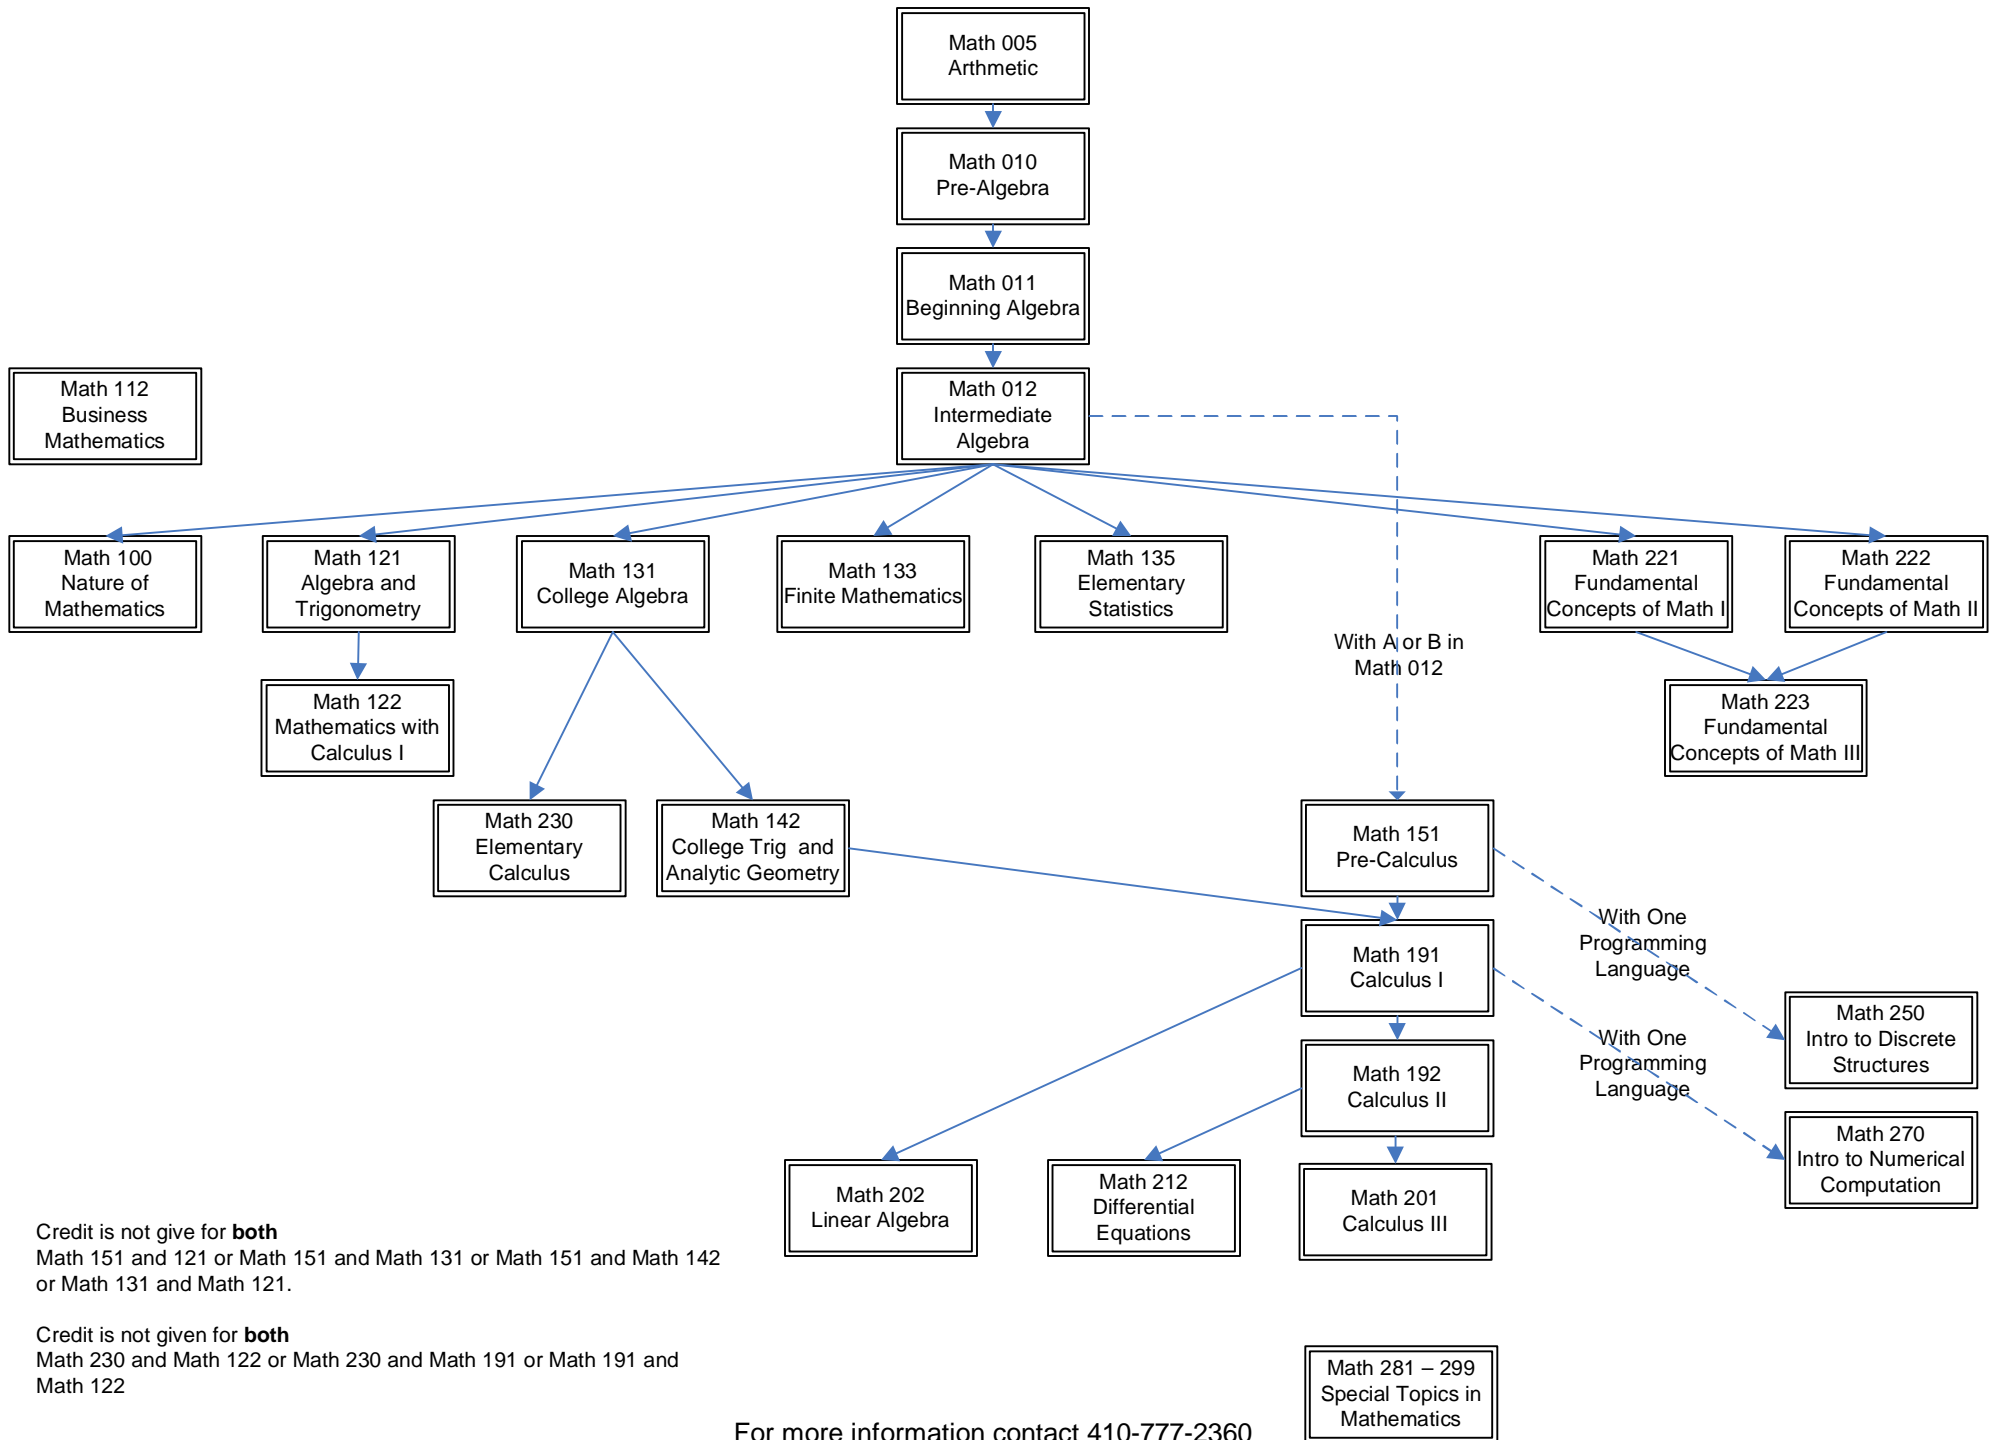 Math 005
Arthmetic
Math 010
Pre-Algebra
Math 011
Beginning Algebra
Math 112
Business
Mathematics
Math 012
Intermediate
Algebra
Math 100
Nature of
Mathematics
Math 121
Algebra and
Trigonometry
Math 131
College Algebra
Math 133
Finite Mathematics
Math 135
Elementary
Statistics
Math 221
Fundamental
Concepts of Math I
Math 222
Fundamental
Concepts of Math II
With A or B in
Math 012
Math 122
Mathematics with
Calculus I
Math 223
Fundamental
Concepts of Math III
Math 230
Elementary
Calculus
Math 142
College Trig  and
Analytic Geometry
Math 151
Pre-Calculus
With One
Programming
Language
Math 191
Calculus I
Math 250
Intro to Discrete
Structures
With One
Programming
Language
Math 192
Calculus II
Math 270
Intro to Numerical
Computation
Math 202
Linear Algebra
Math 212
Differential
Equations
Math 201
Calculus III
Credit is not give for both
Math 151 and 121 or Math 151 and Math 131 or Math 151 and Math 142
or Math 131 and Math 121.
Credit is not given for both
Math 230 and Math 122 or Math 230 and Math 191 or Math 191 and
Math 122
Math 281 – 299
Special Topics in
Mathematics
For more information contact 410-777-2360